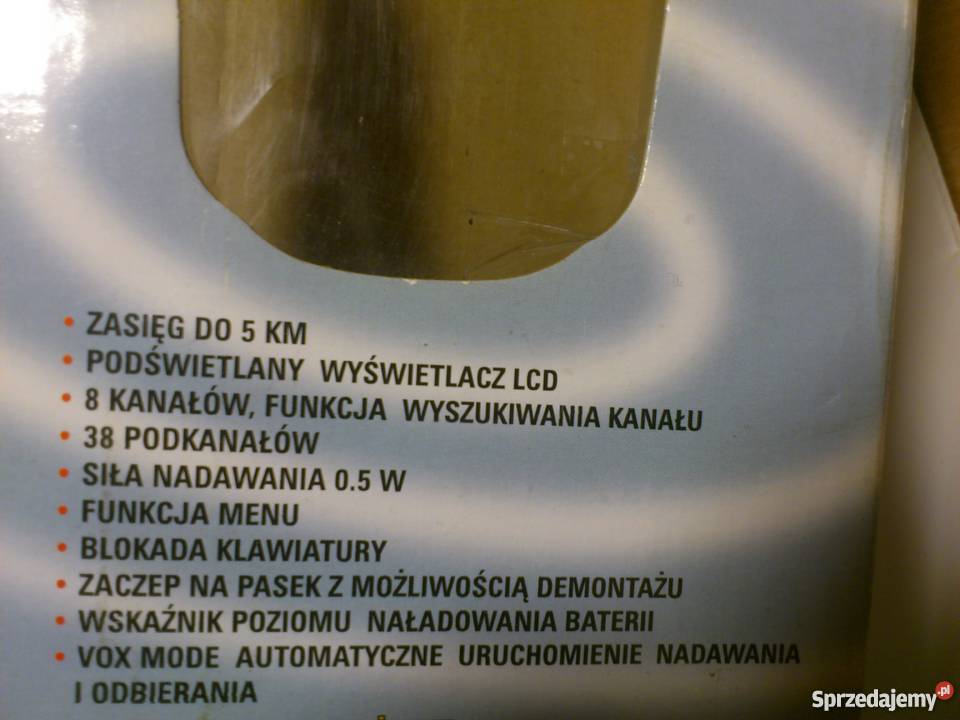 • ZASIĘG DO 5 KM
• PODŚWIETLANY WYŚWIETLACZ LCD
• 8 KANAŁÓW, FUNKCJA WYSZUKIWANIA KANAŁU
• 38 PODKANAŁÓW
• SIŁA NADAWANIA 0.5 W
• FUNKCJA MENU
• BLOKADA KLAWIATURY
• ZACZEP NA PASEK Z MOŻLIWOŚCIĄ DEMONTAŻU
• WSKAŹNIK POZIOMU NAŁADOWANIA BATERII
• VOX MODE AUTOMATYCZNE URUCHOMIENIE NADAWANIA
I ODBIERANIA
Sprzedajemy.pl